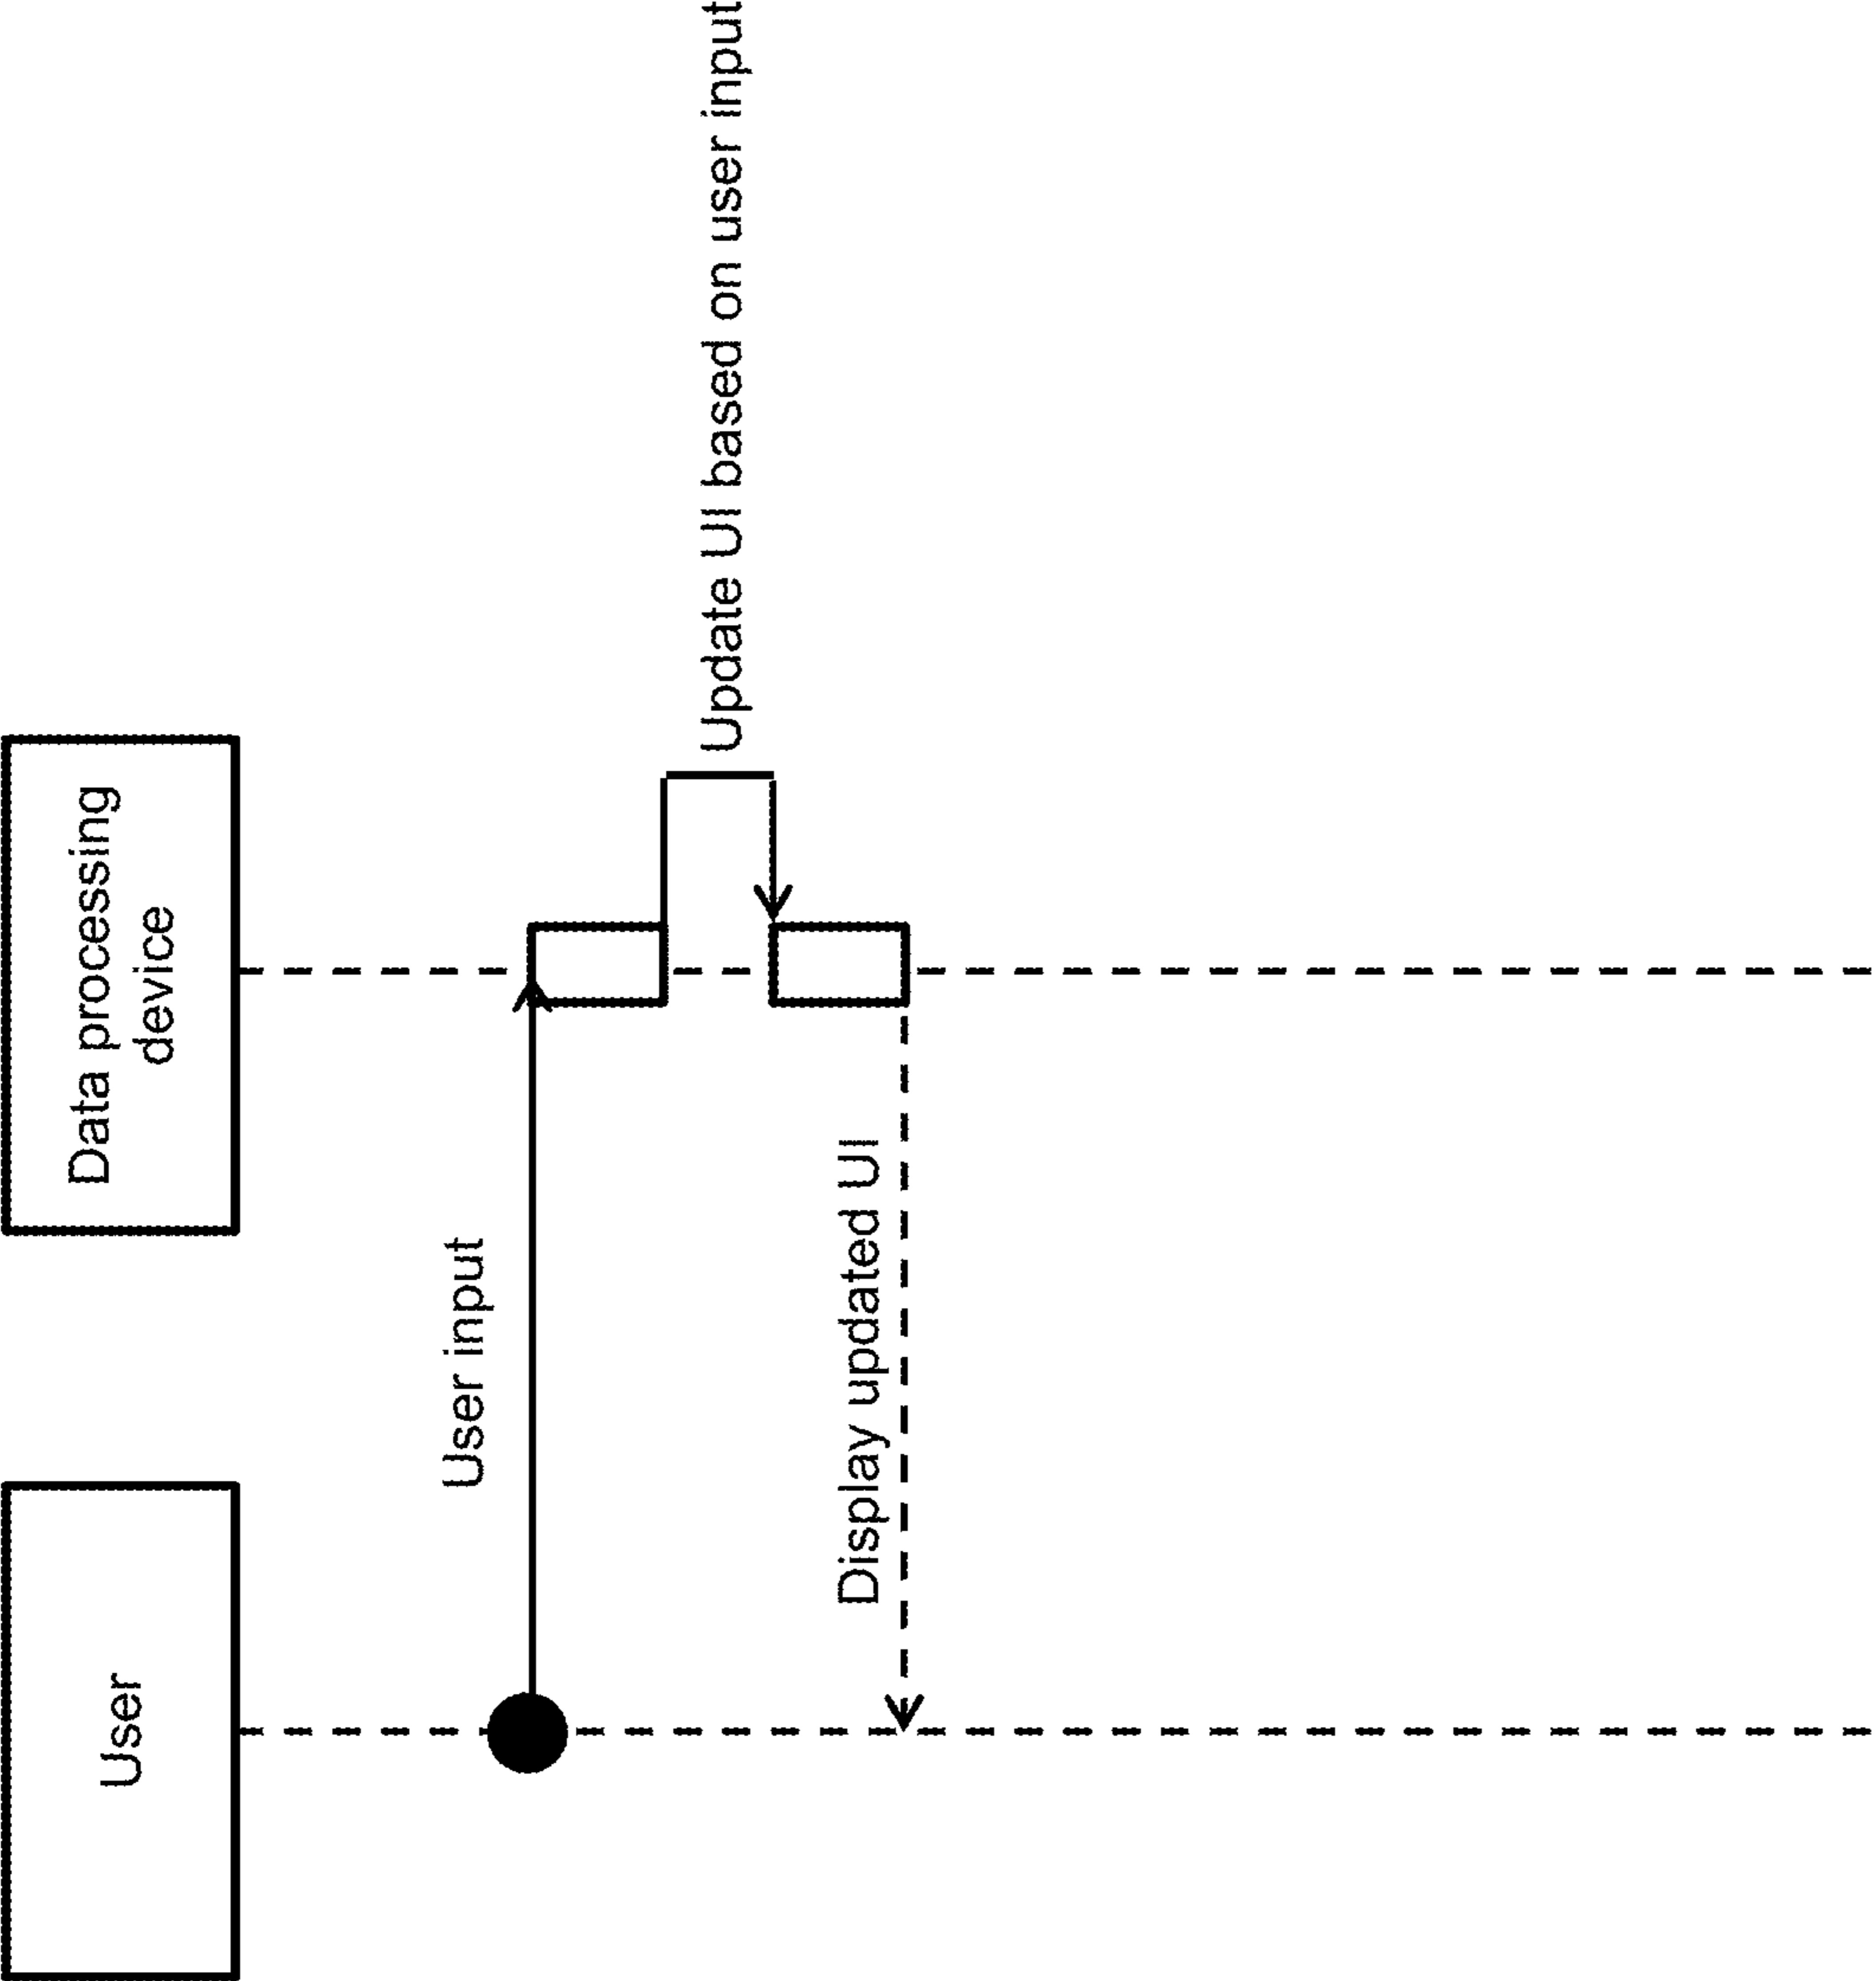 User
Data processing
device
User input
Update UI based on user input
Display updated UI